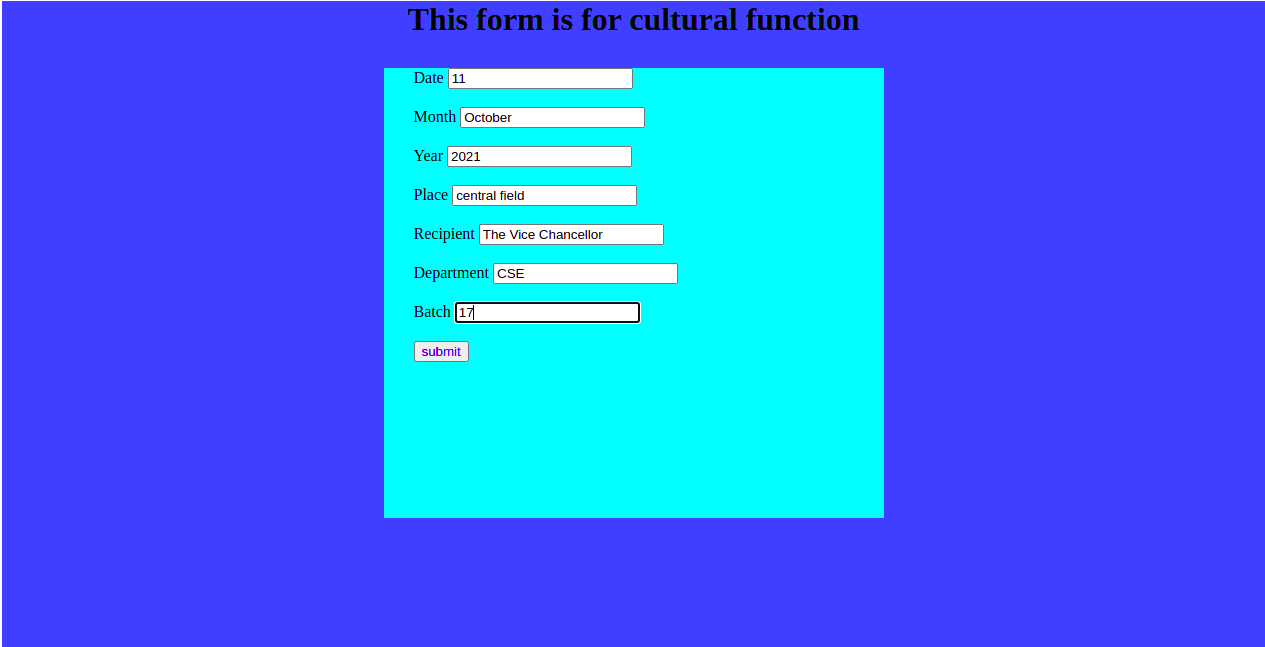 This form is for cultural function
Date 11
Month October
Year 2021
Place central field
Recipient The Vice Chancellor
Department CSE
Batch 17
submit